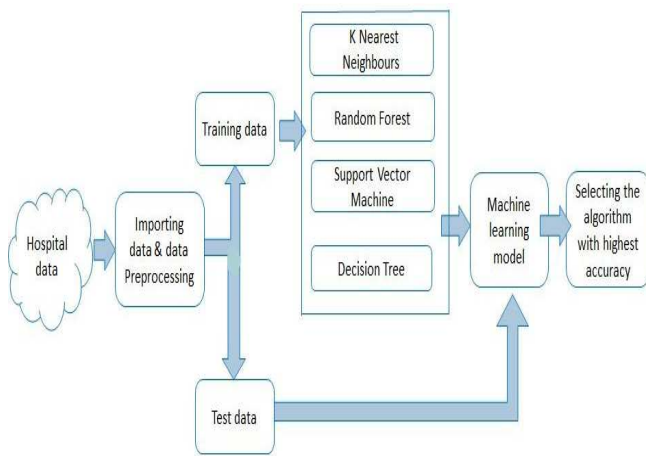 Hospital
data
Importing
data & data
Preprocessing
Training data
Test data
K Nearest
Neighbours
Random Forest
Support Vector
Machine
Decision Tree
Machine
learning
model
Selecting the
algorithm
with highest
accuracy